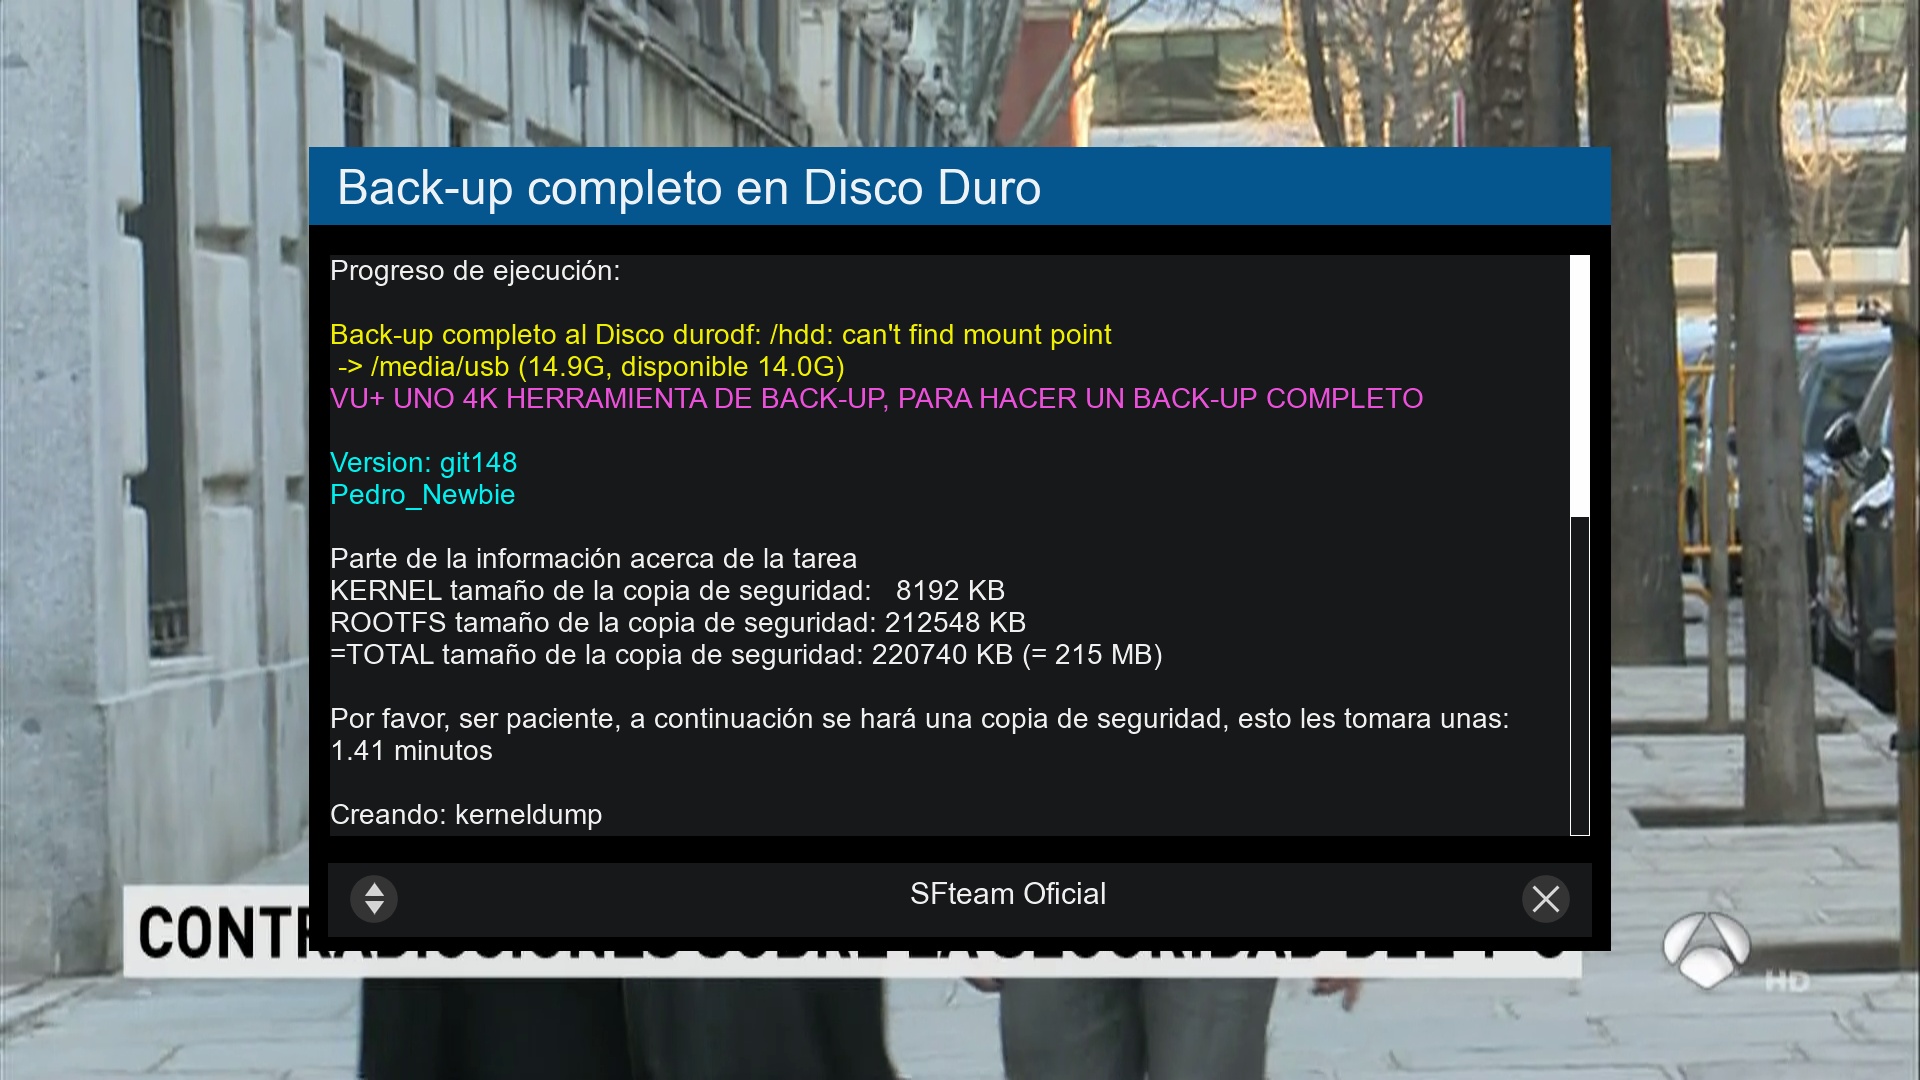 Back-up completo en Disco Duro
Progreso de ejecución:
Back-up completo al Disco durodf: /hdd: can't find mount point
-> /media/usb (14.9G, disponible 14.0G)
VU+ UNO 4K HERRAMIENTA DE BACK-UP, PARA HACER UN BACK-UP COMPLETO
Version: git148
Pedro_Newbie
Parte de la información acerca de la tarea
KERNEL tamaño de la copia de seguridad:   8192 KB
ROOTFS tamaño de la copia de seguridad: 212548 KB
=TOTAL tamaño de la copia de seguridad: 220740 KB (= 215 MB)
Por favor, ser paciente, a continuación se hará una copia de seguridad, esto les tomara unas:
1.41 minutos
Creando: kerneldump
SFteam Oficial
HD